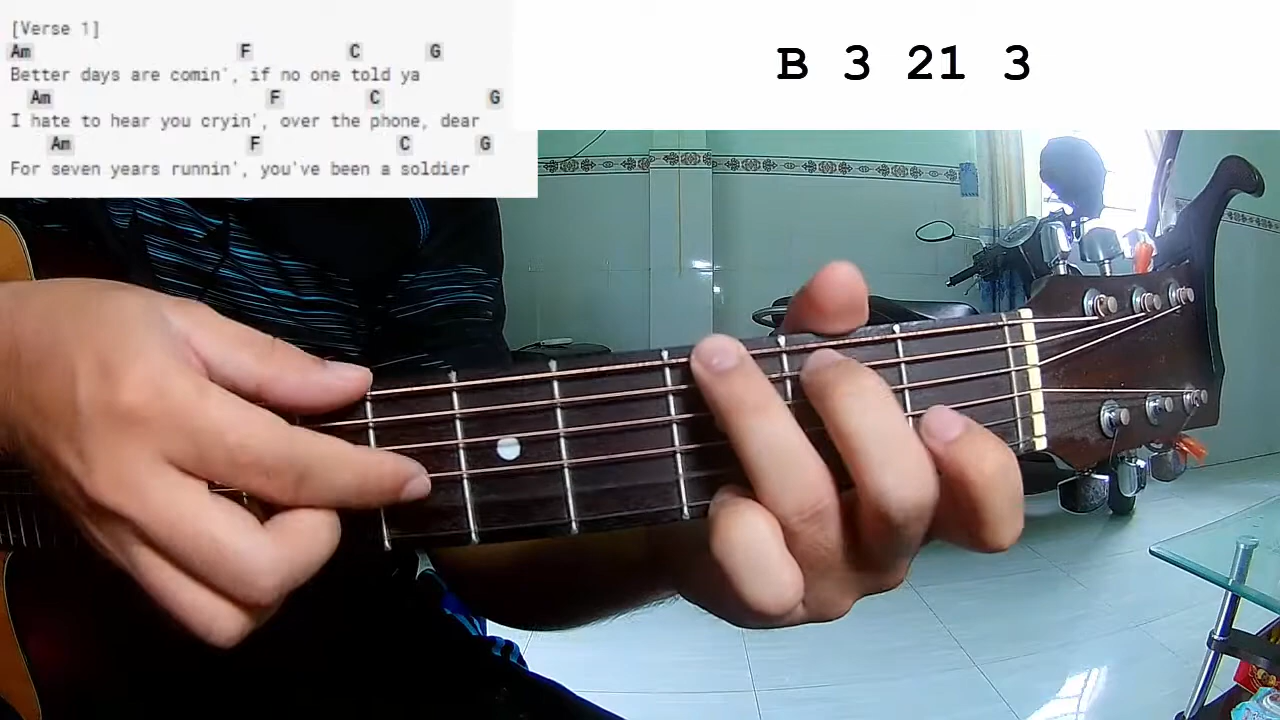 [Verse 1]
Am F C G
Better days are comin', if no one told ya
Am F C G
I hate to hear you cryin', over the phone, dear
Am F C G
For seven years runnin', you've been a soldier
B 3 21 3